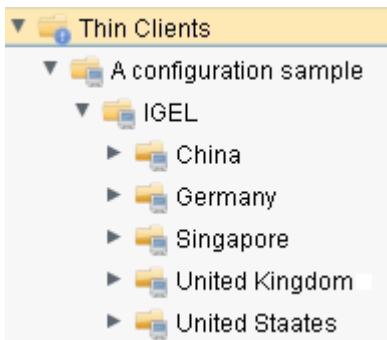 Thin Clients
A configuration sample
IGEL
China
Germany
Singapore
United Kingdom
United Staates